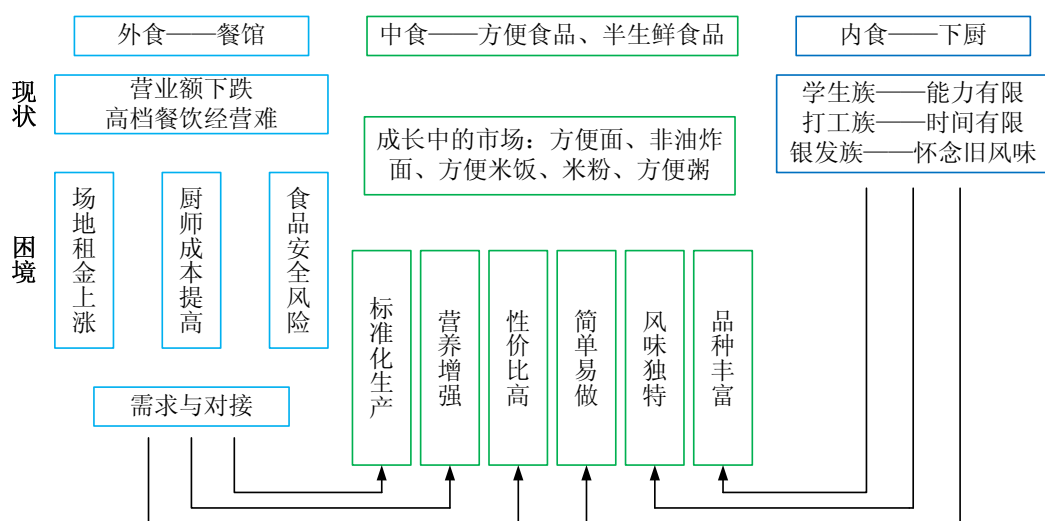 外食——餐馆
中食——方便食品、半生鲜食品
内食——下厨
现状
营业额下跌
高档餐饮经营难
成长中的市场：方便面、非油炸
面、方便米饭、米粉、方便粥
学生族——能力有限
打工族——时间有限
银发族——怀念旧风味
困境
场地租金上涨
厨师成本提高
食品安全风险
标准化生产
营养增强
性价比高
简单易做
风味独特
品种丰富
需求与对接